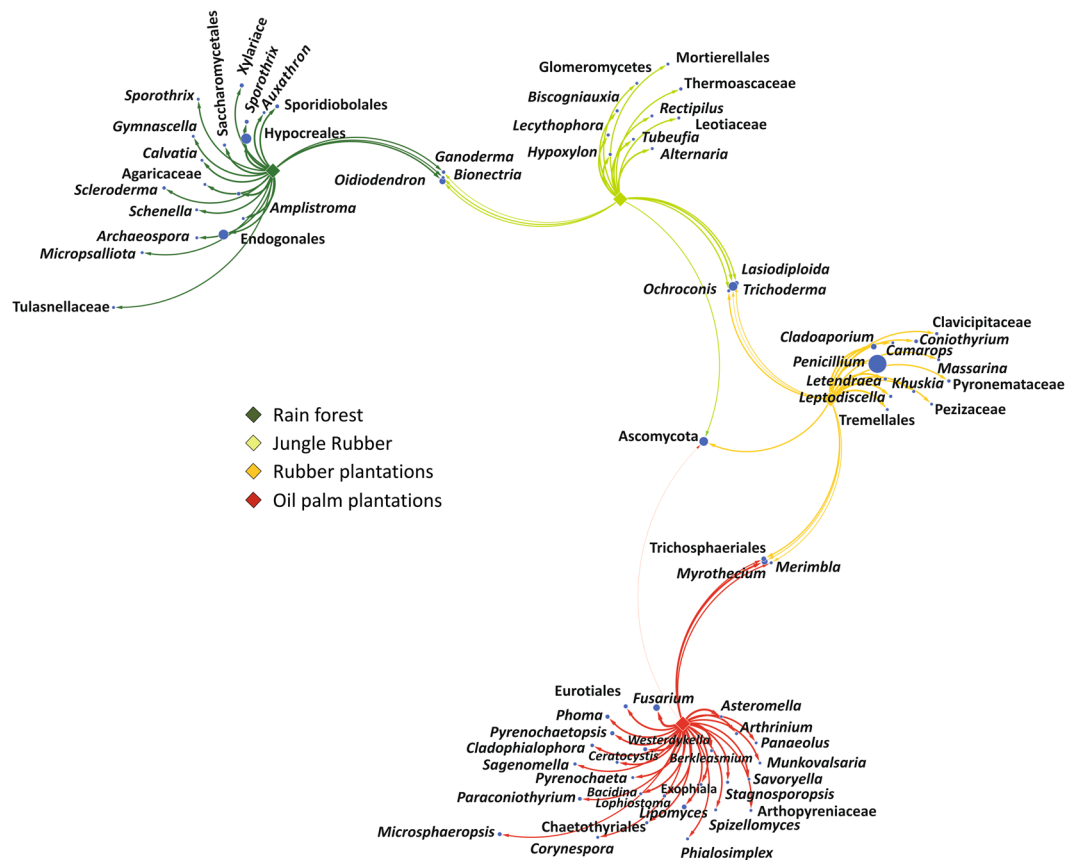 Saccharomycetales
Xylariace
Sporothrix
Auxathron
Sporothrix
Sporidiobolales
Gymnascella
Hypocreales
Calvatia
Agaricaceae
Scleroderma
Schenella
Amplistroma
Archaespora
Endogonales
Micropsalliota
Tulasnellaceae
Ganoderma
Bionectria
Oidiodendron
Mortierellales
Glomeromycetes
Thermoascaceae
Biscogniauxia
Rectipilus
Lecythophora
Leotiaceae
Tubeufia
Hypoxylon
Alternaria
Lasiodiploida
Ochroconis
Trichoderma
Clavicipitaceae
Cladoaporium
Coniothyrium
Camarops
Penicillium
Massarina
Letendraea
Khuskia
Pyronemataceae
Leptodiscella
Pezizaceae
Tremellales
Rain forest
Jungle Rubber
Rubber plantations
Oil palm plantations
Ascomycota
Trichosphaeriales
Myrothecium
Merimbla
Eurotiales
Fusarium
Asteromella
Phoma
Arthrinium
Pyrenochaetopsis
Westerdykella
Panaeolus
Cladophialophora
Ceratocystis
Berkleasmium
Munkovalsaria
Sagenomella
Pyrenochaeta
Savoryella
Bacidina
Exophiala
Stagnosporopsis
Paraconiothyrium
Lophiostoma
Lipomyces
Arthopyreniaceae
Microsphaeropsis
Chaetothyriales
Spizellomyces
Corynespora
Phialosimplex